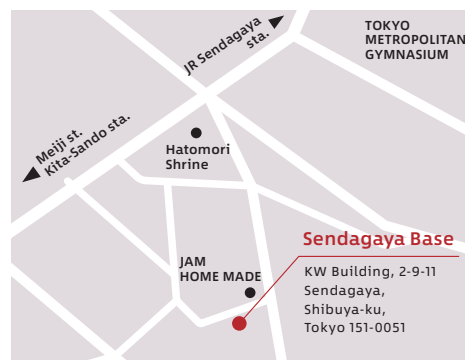 TOKYO
METROPOLITAN
GYMNASIUM
JR Sendagaya
sta.
Meiji st.
Kita-Sando sta.
Hatomori
Shrine
Sendagaya Base
KW Building, 2-9-11
Sendagaya,
Shibuya-ku,
Tokyo 151-0051
JAM
HOME MADE